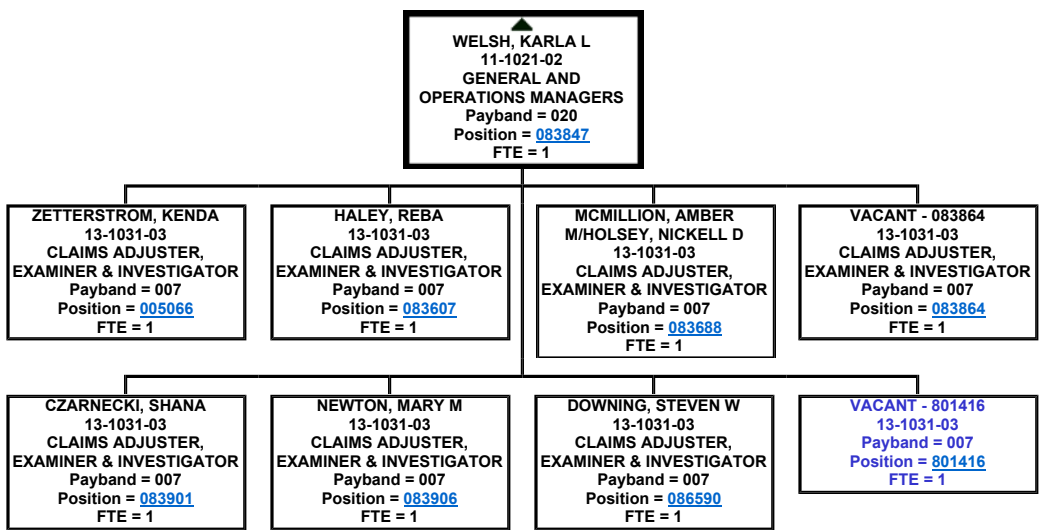 WELSH, KARLA L
11-1021-02
GENERAL AND
OPERATIONS MANAGERS
Payband = 020
Position = 083847
FTE = 1
ZETTERSTROM, KENDA
13-1031-03
CLAIMS ADJUSTER,
EXAMINER & INVESTIGATOR
Payband = 007
Position = 005066
FTE = 1
HALEY, REBA
13-1031-03
CLAIMS ADJUSTER,
EXAMINER & INVESTIGATOR
Payband = 007
Position = 083607
FTE = 1
MCMILLION, AMBER
M/HOLSEY, NICKELL D
13-1031-03
CLAIMS ADJUSTER,
EXAMINER & INVESTIGATOR
Payband = 007
Position = 083688
FTE = 1
VACANT - 083864
13-1031-03
CLAIMS ADJUSTER,
EXAMINER & INVESTIGATOR
Payband = 007
Position = 083864
FTE = 1
CZARNECKI, SHANA
13-1031-03
CLAIMS ADJUSTER,
EXAMINER & INVESTIGATOR
Payband = 007
Position = 083901
FTE = 1
NEWTON, MARY M
13-1031-03
CLAIMS ADJUSTER,
EXAMINER & INVESTIGATOR
Payband = 007
Position = 083906
FTE = 1
DOWNING, STEVEN W
13-1031-03
CLAIMS ADJUSTER,
EXAMINER & INVESTIGATOR
Payband = 007
Position = 086590
FTE = 1
VACANT - 801416
13-1031-03
Payband = 007
Position = 801416
FTE = 1